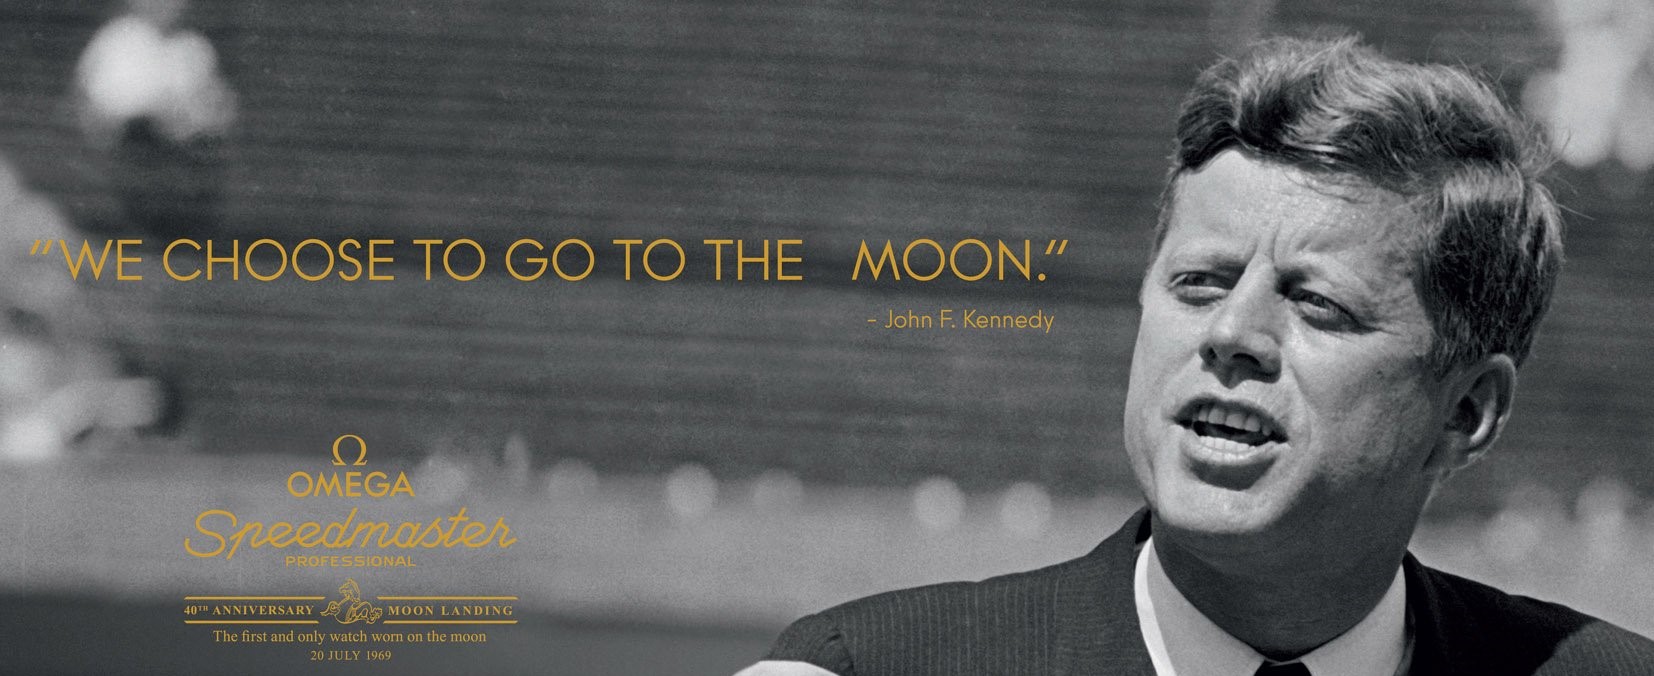 "WE CHOOSE TO GO TO THE MOON."
- John F. Kennedy
Ω
OMEGA
Speedmaster
PROFESSIONAL
40TH ANNIVERSARY MOON LANDING
The first and only watch worn on the moon
20 JULY 1969